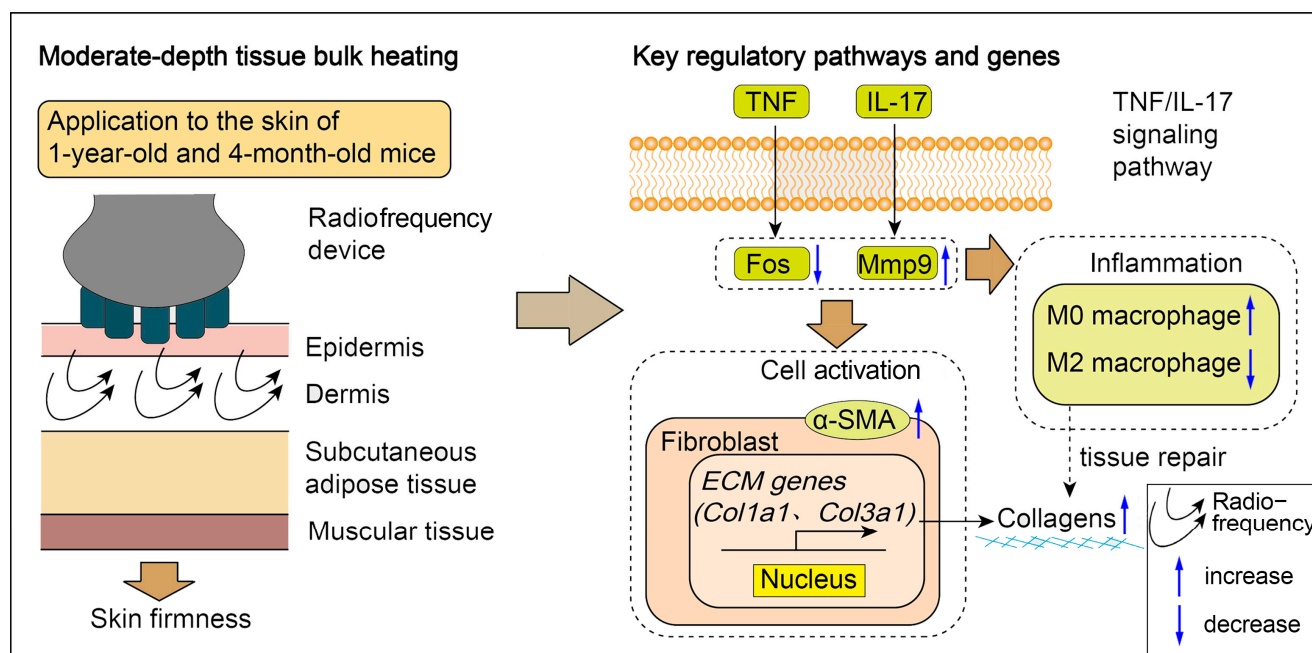 Moderate-depth tissue bulk heating
Application to the skin of
1-year-old and 4-month-old mice
Radiofrequency
device
Epidermis
Dermis
Subcutaneous
adipose tissue
Muscular tissue
Skin firmness
Key regulatory pathways and genes
TNF
IL-17
TNF/IL-17
signaling
pathway
Fos
Mmp9
Inflammation
M0 macrophage
M2 macrophage
Cell activation
α-SMA
Fibroblast
ECM genes
(Col1a1、Col3a1)
Nucleus
tissue repair
Collagens
Radio-
frequency
increase
decrease